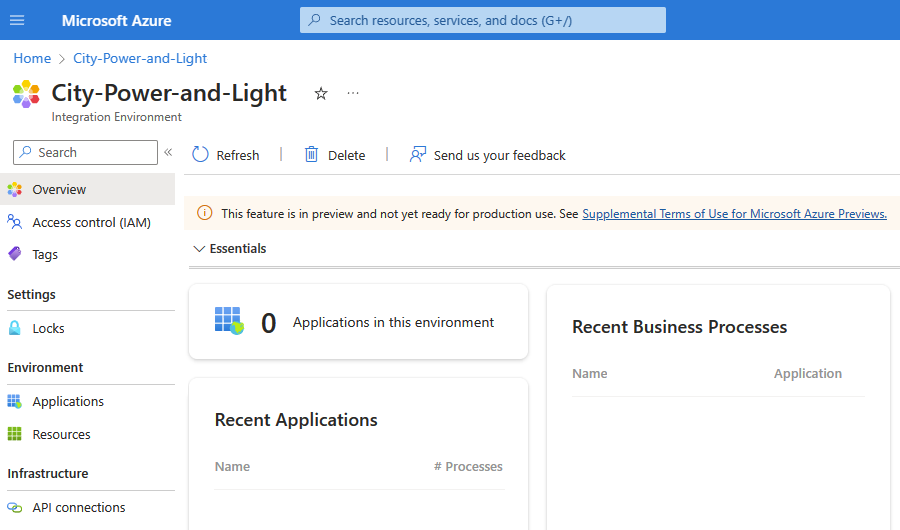 Microsoft Azure
Search resources, services, and docs (G+/)
Home > City-Power-and-Light
City-Power-and-Light
Integration Environment
Search
Refresh
Delete
Send us your feedback
Overview
Access control (IAM)
Tags
Settings
Locks
Environment
Applications
Resources
Infrastructure
API connections
This feature is in preview and not yet ready for production use. See Supplemental Terms of Use for Microsoft Azure Previews.
Essentials
0 Applications in this environment
Recent Applications
Name # Processes
Recent Business Processes
Name Application